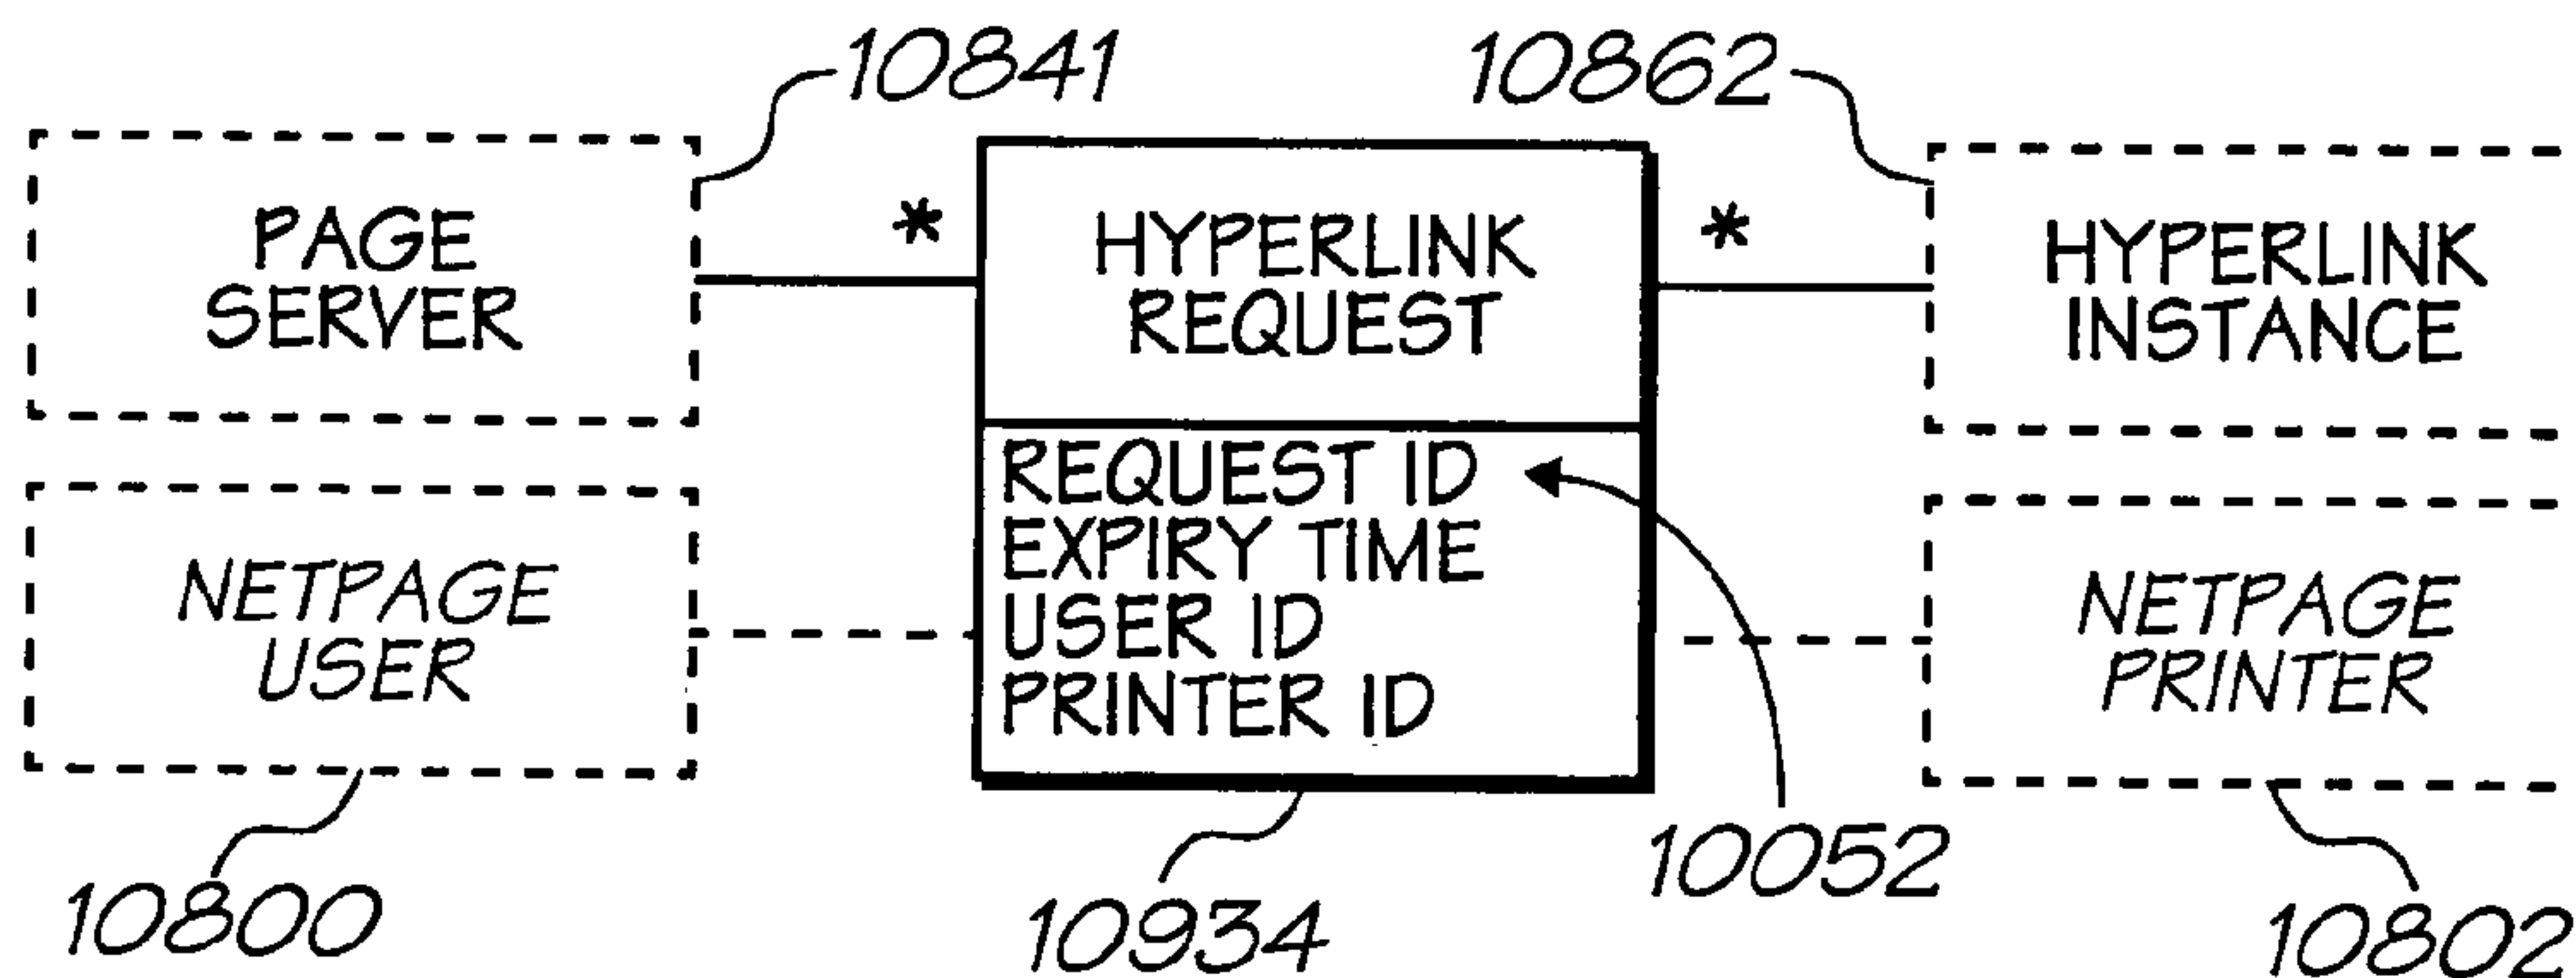 10841
10862
PAGE
SERVER
*
HYPERLINK
REQUEST
*
HYPERLINK
INSTANCE
NETPAGE
USER
REQUEST ID
EXPIRY TIME
USER ID
PRINTER ID
NETPAGE
PRINTER
10800
10934
10052
10802